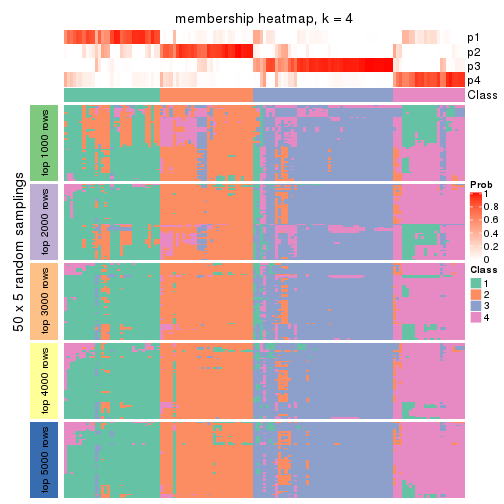 membership heatmap, k = 4
p1
p2
p3
p4
Class
50 x 5 random samplings
top 1000 rows
top 2000 rows
top 3000 rows
top 4000 rows
top 5000 rows
Prob
1
0.8
0.6
0.4
0.2
0
Class
1
2
3
4